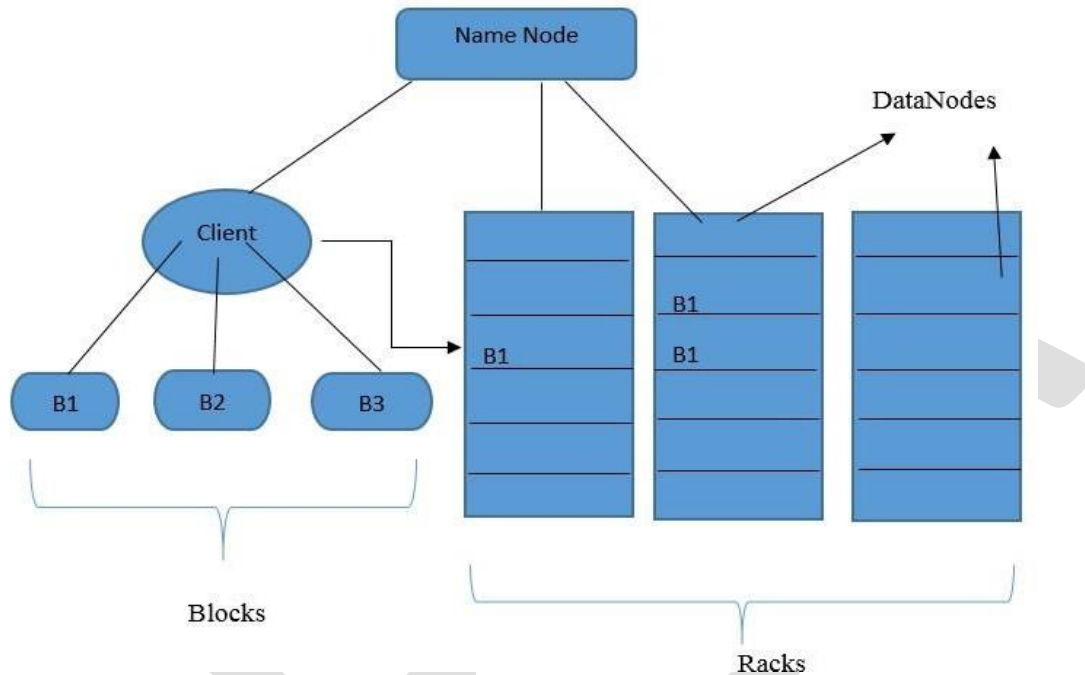 Name Node
DataNodes
Client
B1
B1
B1
B1
B2
B3
Blocks
Racks